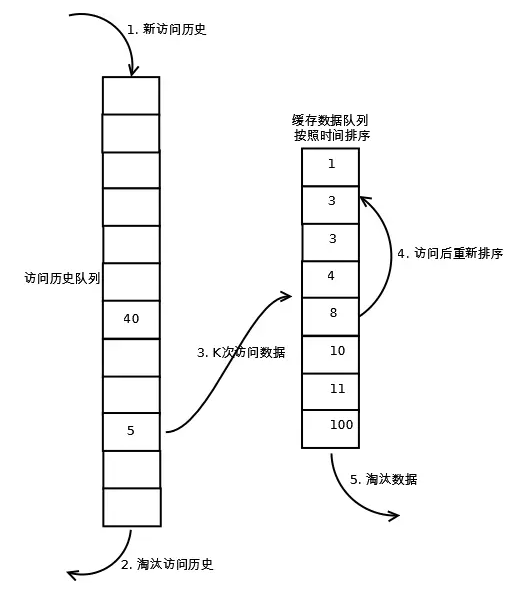 1. 新访问历史
缓存数据队列
按照时间排序
1
3
3
4. 访问后重新排序
访问历史队列
4
40
8
3. K次访问数据
10
11
5
100
5. 淘汰数据
2. 淘汰访问历史